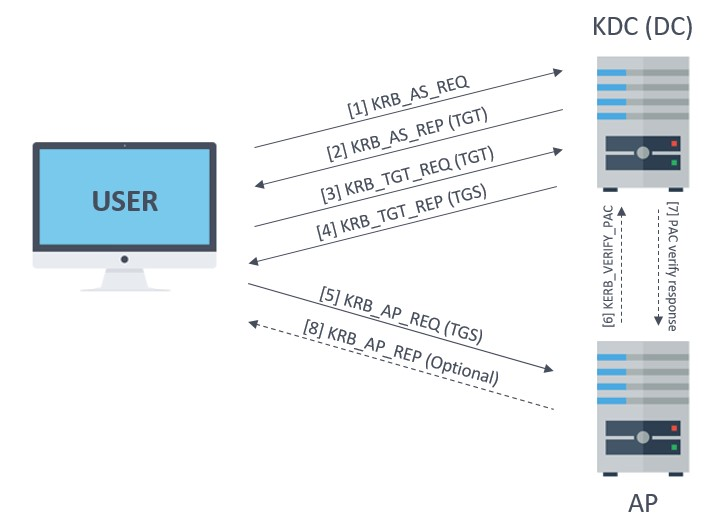 KDC (DC)
[1] KRB_AS_REQ
[2] KRB_AS_REP (TGT)
[3] KRB_TGT_REQ (TGT)
[4] KRB_TGT_REP (TGS)
USER
[5] KRB_AP_REQ (TGS)
[8] KRB_AP_REP (Optional)
[6] KERB_VERIFY_PAC
[7] PAC verify response
AP